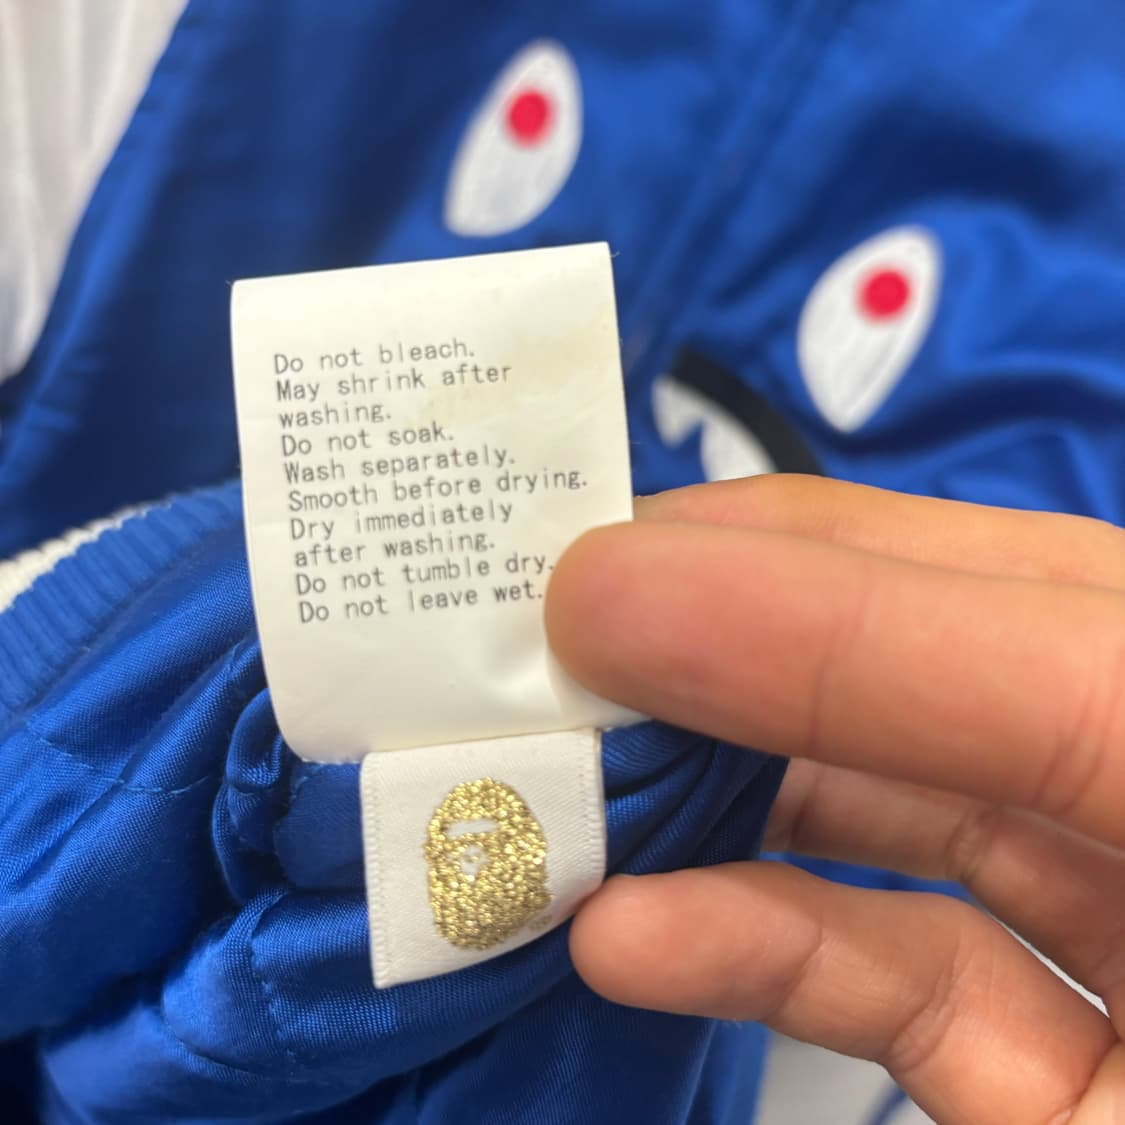 Do not bleach.
May shrink after
washing.
Do not soak.
Wash separately.
Smooth before drying.
Dry immediately
after washing.
Do not tumble dry.
Do not leave wet.